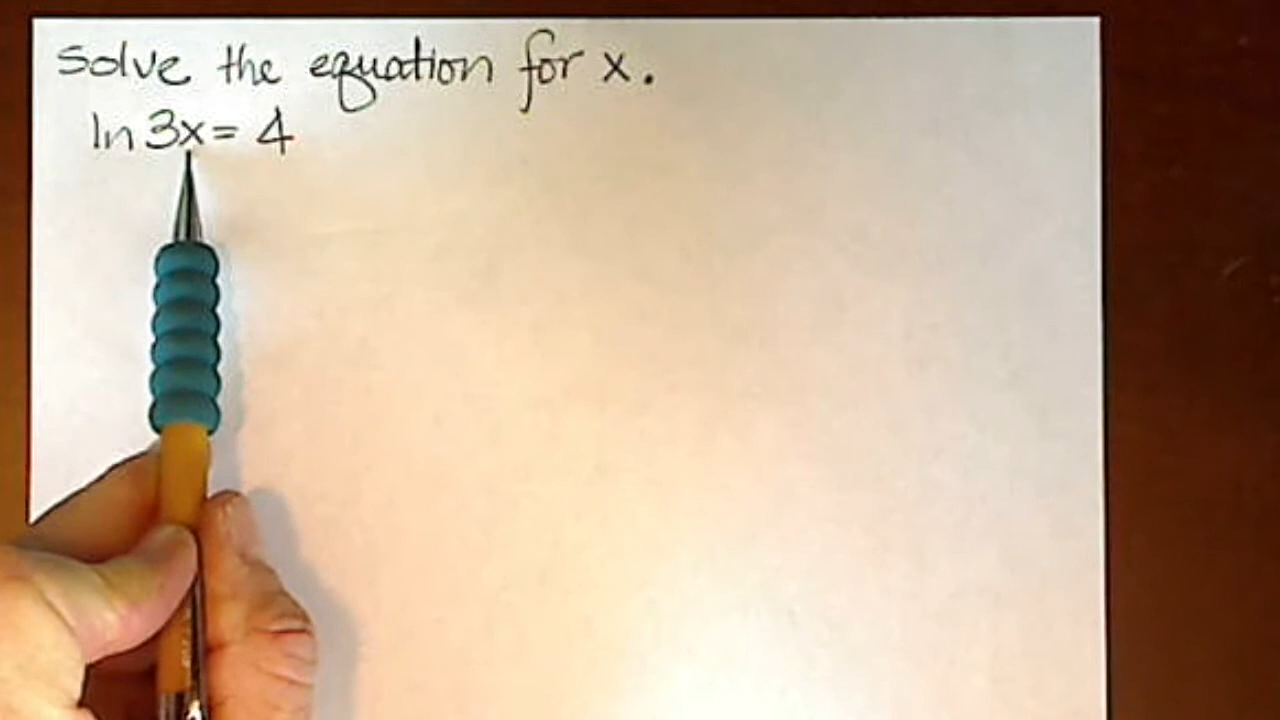 Solve the equation for x.
ln 3x = 4